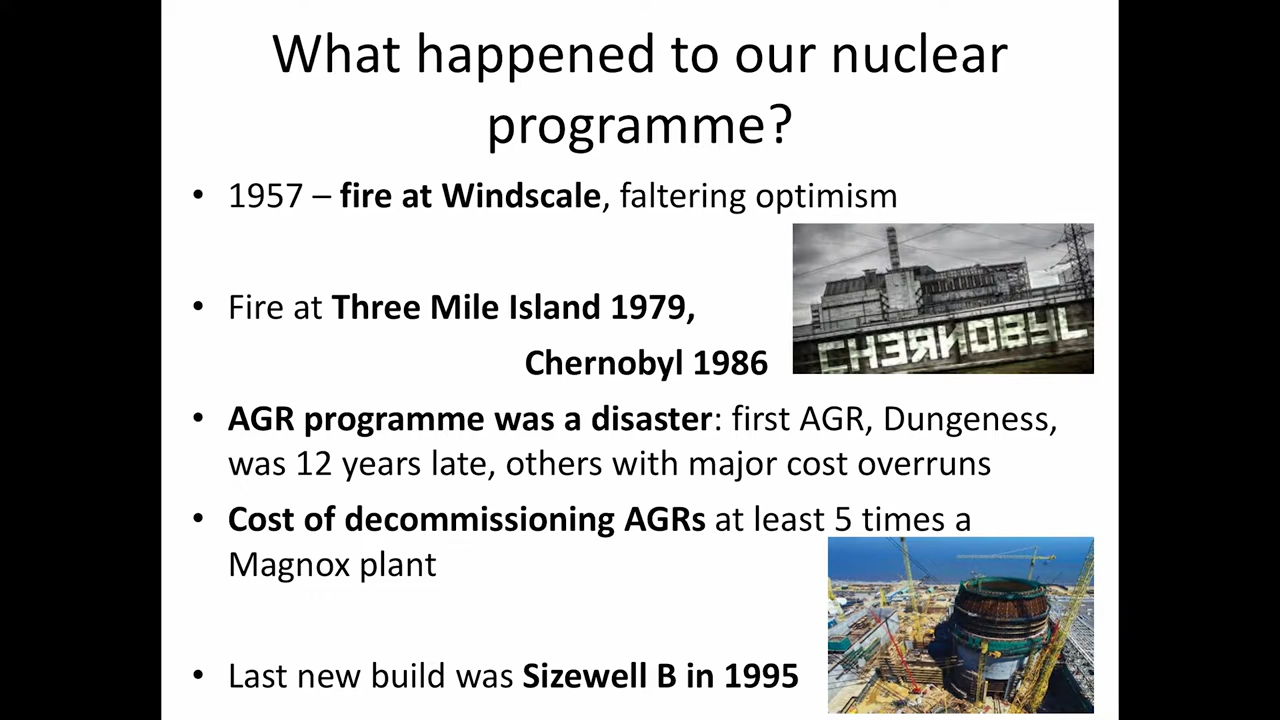 What happened to our nuclear
programme?
• 1957 – fire at Windscale, faltering optimism
• Fire at Three Mile Island 1979,
Chernobyl 1986
CHERNOBYL
• AGR programme was a disaster: first AGR, Dungeness,
was 12 years late, others with major cost overruns
• Cost of decommissioning AGRs at least 5 times a
Magnox plant
• Last new build was Sizewell B in 1995